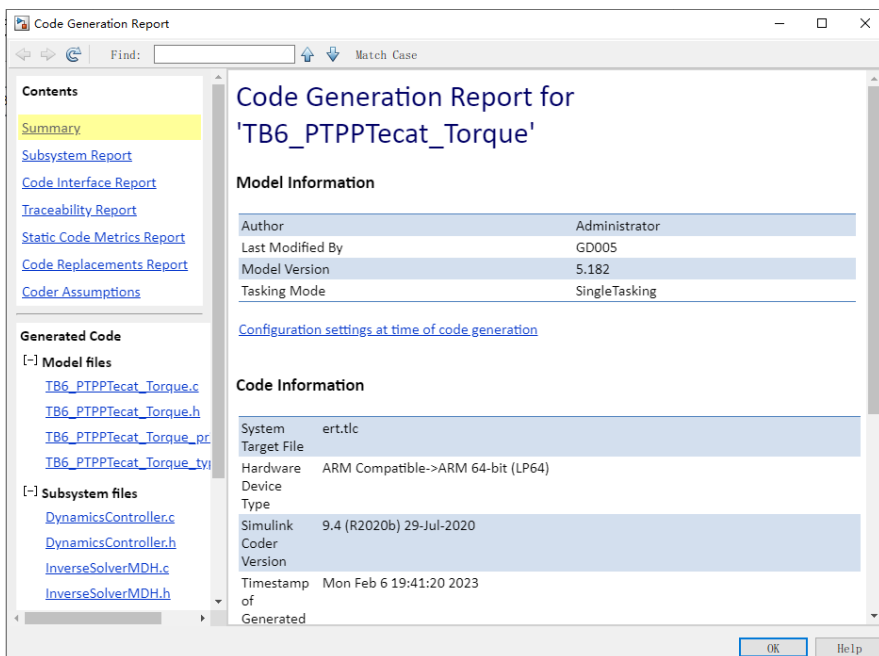 Code Generation Report
Find:
Match Case
Contents
Summary
Subsystem Report
Code Interface Report
Traceability Report
Static Code Metrics Report
Code Replacements Report
Coder Assumptions
Generated Code
[-] Model files
TB6_PTPPTecat_Torque.c
TB6_PTPPTecat_Torque.h
TB6_PTPPTecat_Torque_pr
TB6_PTPPTecat_Torque_typ
[-] Subsystem files
DynamicsController.c
DynamicsController.h
InverseSolverMDH.c
InverseSolverMDH.h
Code Generation Report for
'TB6_PTPPTecat_Torque'
Model Information
Author Administrator
Last Modified By GD005
Model Version 5.182
Tasking Mode SingleTasking
Configuration settings at time of code generation
Code Information
System ert.tlc
Target File
Hardware ARM Compatible->ARM 64-bit (LP64)
Device
Type
Simulink 9.4 (R2020b) 29-Jul-2020
Coder
Version
Timestamp Mon Feb 6 19:41:20 2023
of
Generated
OK
Help